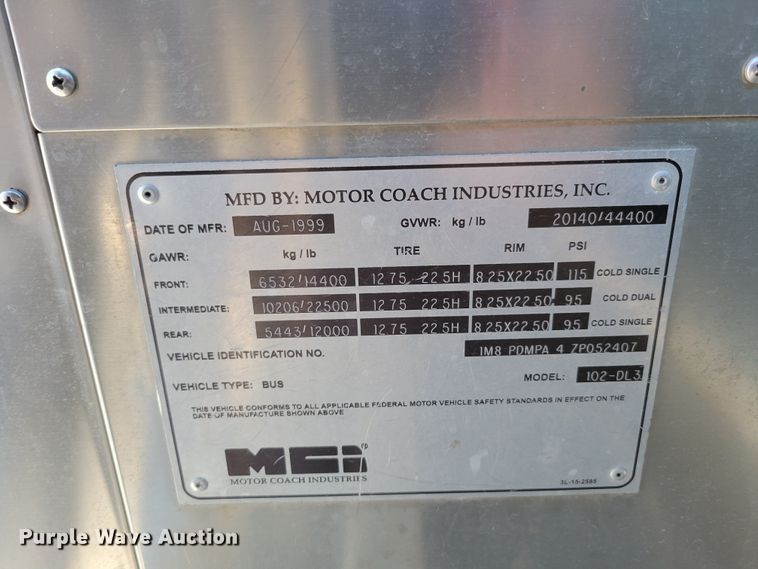 MFD BY: MOTOR COACH INDUSTRIES, INC.
DATE OF MFR: AUG-1999 GVWR: kg / lb 20140/44400
GAWR: kg / lb TIRE RIM PSI
FRONT: 6532/14400 12.75 22.5H 8.25X22.50 115 COLD SINGLE
INTERMEDIATE: 10206/22500 12.75 22.5H 8.25X22.50 95 COLD DUAL
REAR: 5443/12000 12.75 22.5H 8.25X22.50 95 COLD SINGLE
VEHICLE IDENTIFICATION NO. 1M8 PDMPA 4 7P052407
VEHICLE TYPE: BUS MODEL: 102-DL3
THIS VEHICLE CONFORMS TO ALL APPLICABLE FEDERAL MOTOR VEHICLE SAFETY STANDARDS IN EFFECT ON THE
DATE OF MANUFACTURE SHOWN ABOVE
MCI
MOTOR COACH INDUSTRIES 3L-15-2585
Purple Wave Auction